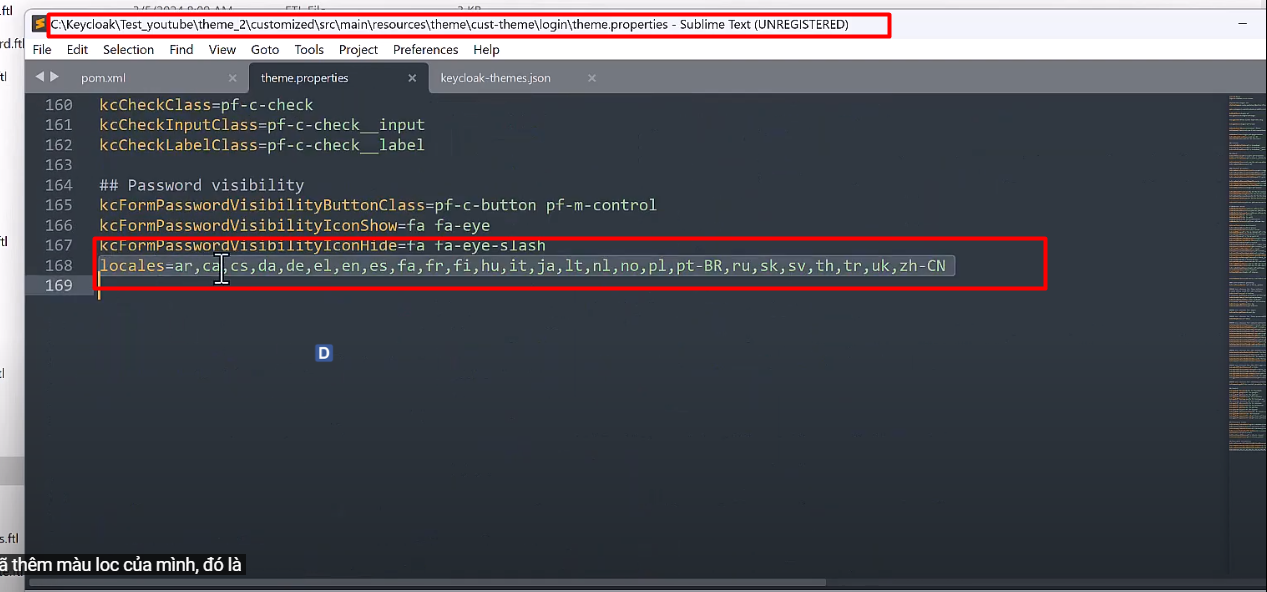 C:\Keycloak\Test_youtube\theme_2\customized\src\main\resources\theme\cust-theme\login\theme.properties - Sublime Text (UNREGISTERED)
File Edit Selection Find View Goto Tools Project Preferences Help
pom.xml theme.properties keycloak-themes.json
160 kcCheckClass=pf-c-check
161 kcCheckInputClass=pf-c-check__input
162 kcCheckLabelClass=pf-c-check__label
163
164 ## Password visibility
165 kcFormPasswordVisibilityButtonClass=pf-c-button pf-m-control
166 kcFormPasswordVisibilityIconShow=fa fa-eye
167 kcFormPasswordVisibilityIconHide=fa fa-eye-slash
168 locales=ar,ca,cs,da,de,el,en,es,fa,fr,fi,hu,it,ja,lt,nl,no,pl,pt-BR,ru,sk,sv,th,tr,uk,zh-CN
169
D
s.ftl
ã thêm màu loc của mình, đó là